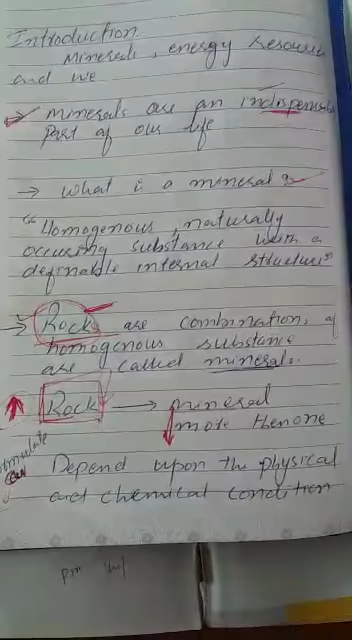 Introduction
Minerals, energy resource
and we
→ minerals are an indispensable
part of our life
→ what is a mineral ?
"Homogenous, naturally
occuring substance with a
definable internal structure"
→ Rocks are combination, of
homogenous substance
are called minerals.
Rock → mineral
more thenone
Depend upon the physical
and chemical condition